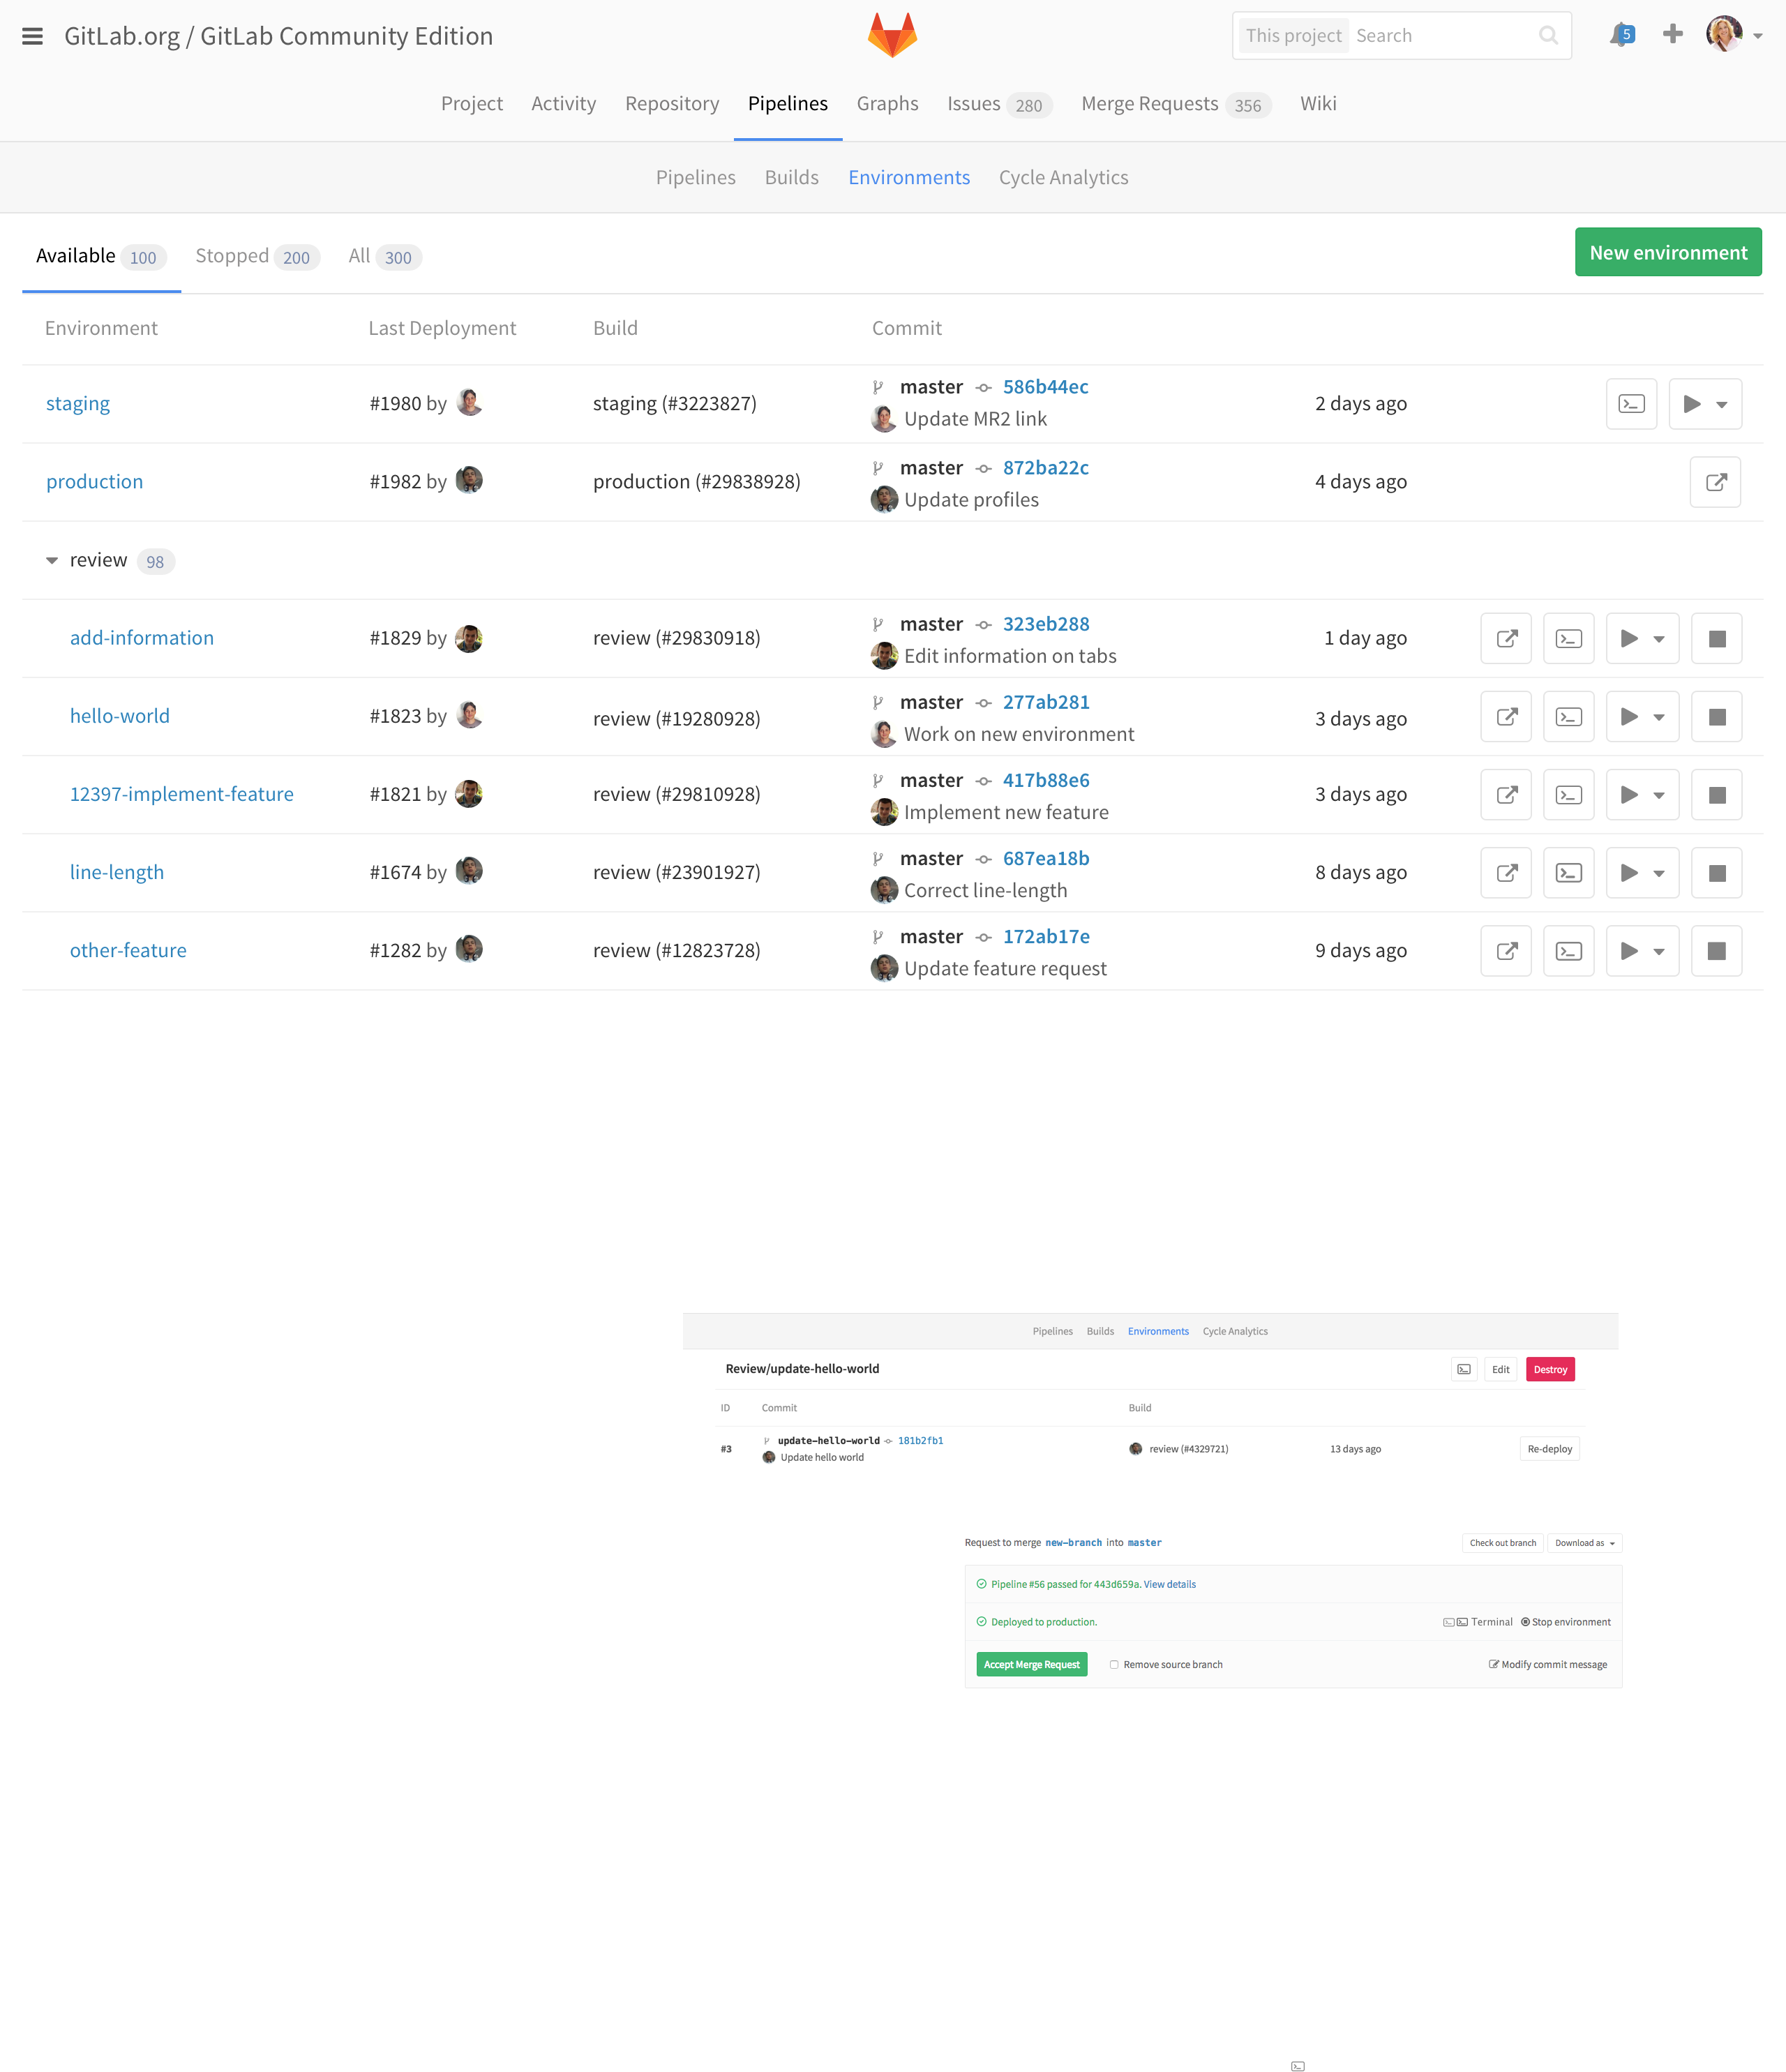 GitLab.org / GitLab Community Edition
This project Search
5
Project Activity Repository Pipelines Graphs Issues 280 Merge Requests 356 Wiki
Pipelines Builds Environments Cycle Analytics
Available 100 Stopped 200 All 300
New environment
Environment Last Deployment Build Commit
master 586b44ec
staging #1980 by staging (#3223827) 2 days ago
Update MR2 link
master 872ba22c
production #1982 by production (#29838928) 4 days ago
Update profiles
review 98
master 323eb288
add-information #1829 by review (#29830918) 1 day ago
Edit information on tabs
master 277ab281
hello-world #1823 by review (#19280928) 3 days ago
Work on new environment
master 417b88e6
12397-implement-feature #1821 by review (#29810928) 3 days ago
Implement new feature
master 687ea18b
line-length #1674 by review (#23901927) 8 days ago
Correct line-length
master 172ab17e
other-feature #1282 by review (#12823728) 9 days ago
Update feature request
Pipelines Builds Environments Cycle Analytics
Review/update-hello-world Edit Destroy
ID Commit Build
update-hello-world 181b2fb1
#3 review (#4329721) 13 days ago Re-deploy
Update hello world
Request to merge new-branch into master Check out branch Download as
Pipeline #56 passed for 443d659a. View details
Deployed to production. Terminal Stop environment
Accept Merge Request Remove source branch Modify commit message